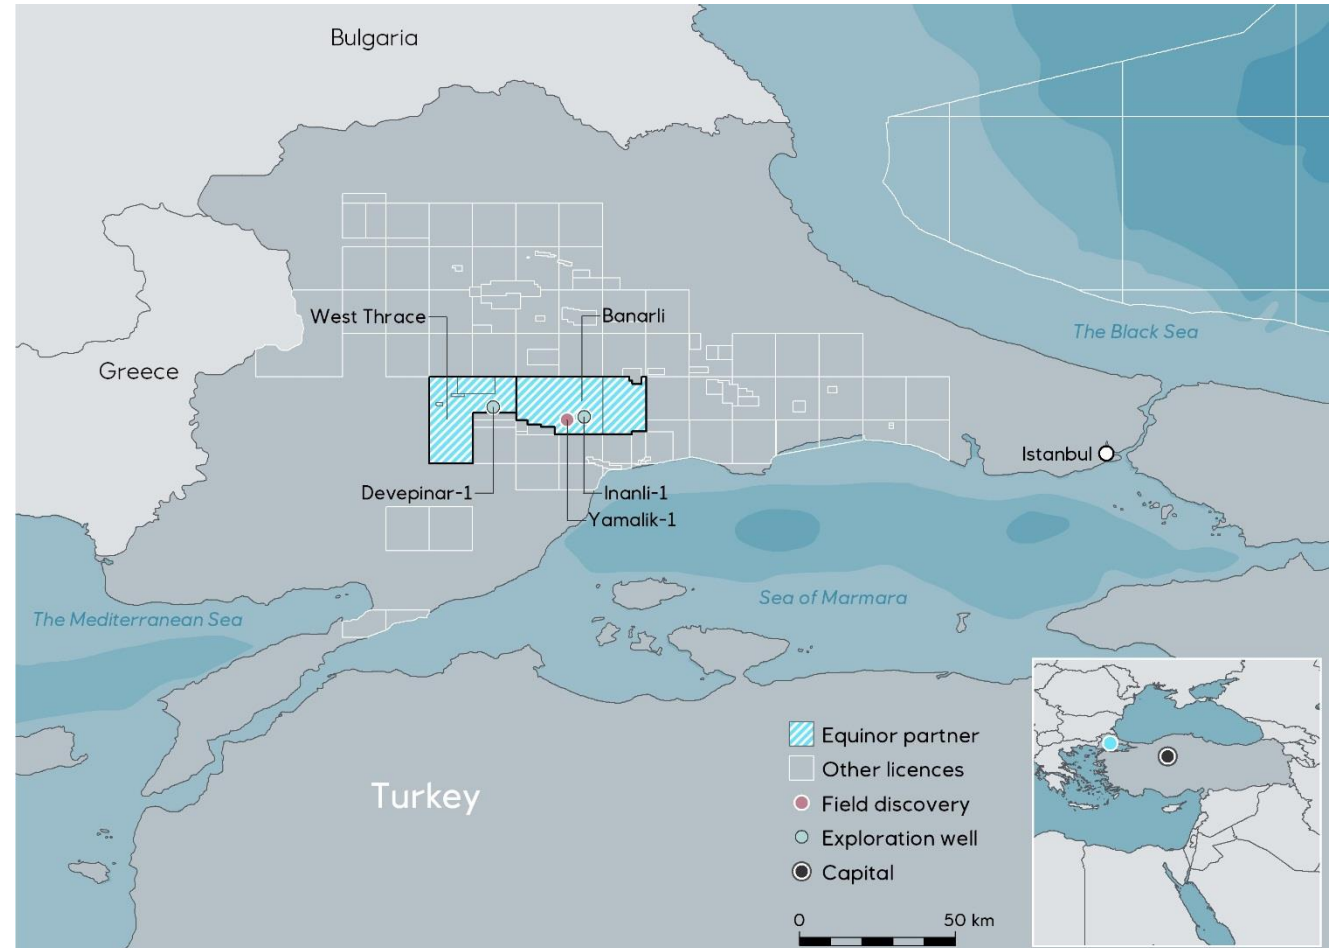 Bulgaria
West Thrace
Banarli
The Black Sea
Greece
Istanbul
Devepinar-1
Inanli-1
Yamalik-1
Sea of Marmara
The Mediterranean Sea
Turkey
Equinor partner
Other licences
Field discovery
Exploration well
Capital
0 50 km